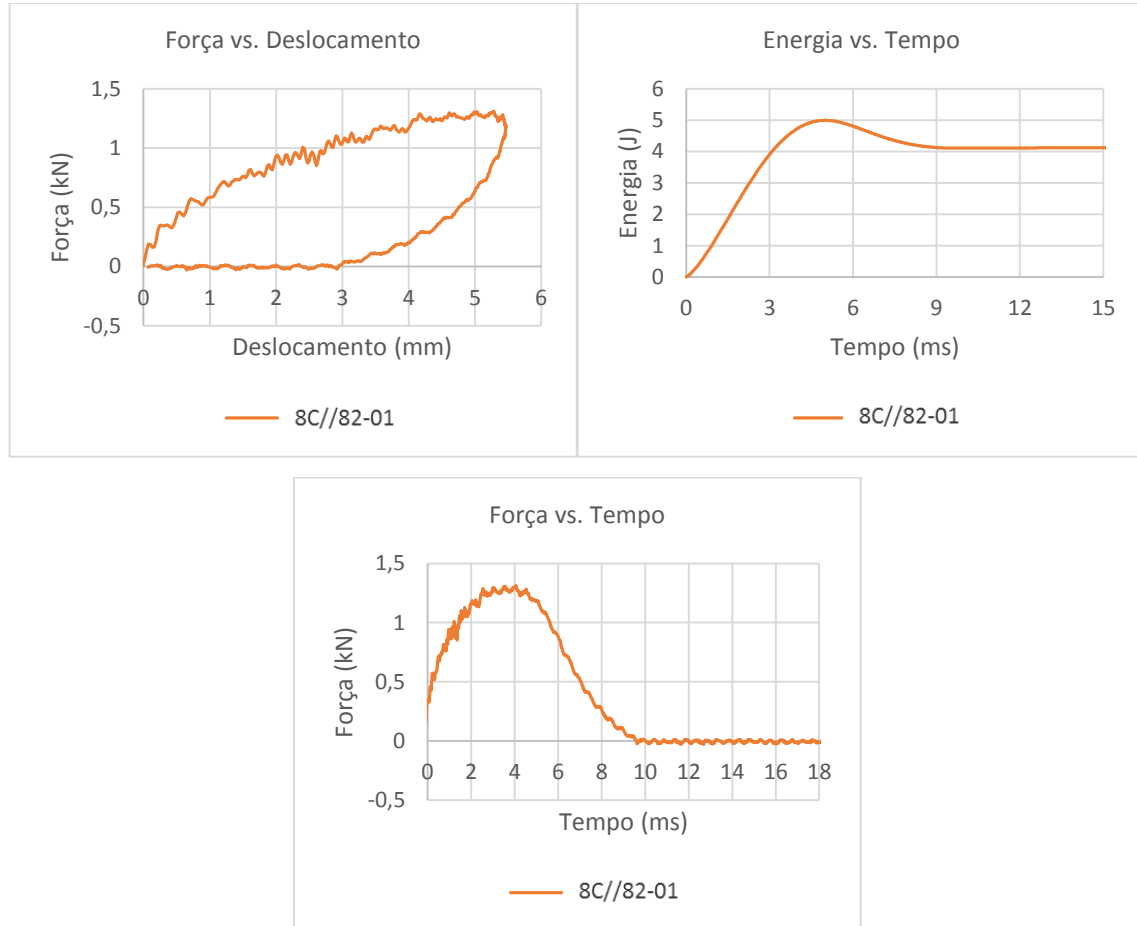 Força vs. Deslocamento
1,5
1
0,5
0
-0,5
0 1 2 3 4 5 6
Força (kN)
Deslocamento (mm)
8C//82-01
Energia vs. Tempo
6
5
4
3
2
1
0
0 3 6 9 12 15
Energia (J)
Tempo (ms)
8C//82-01
Força vs. Tempo
1,5
1
0,5
0
-0,5
0 2 4 6 8 10 12 14 16 18
Força (kN)
Tempo (ms)
8C//82-01